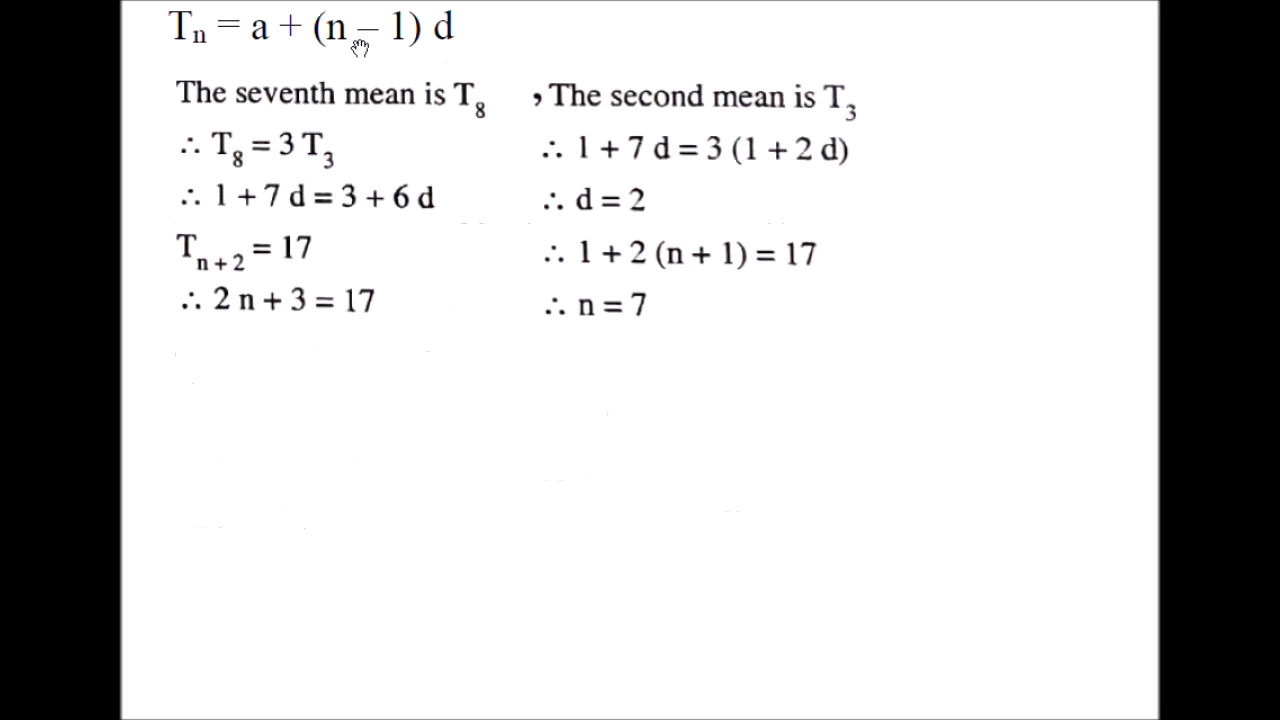 Tₙ = a + (n – 1) d
The seventh mean is T₈ , The second mean is T₃
∴ T₈ = 3 T₃ ∴ 1 + 7 d = 3 (1 + 2 d)
∴ 1 + 7 d = 3 + 6 d ∴ d = 2
Tₙ₊₂ = 17 ∴ 1 + 2 (n + 1) = 17
∴ 2 n + 3 = 17 ∴ n = 7